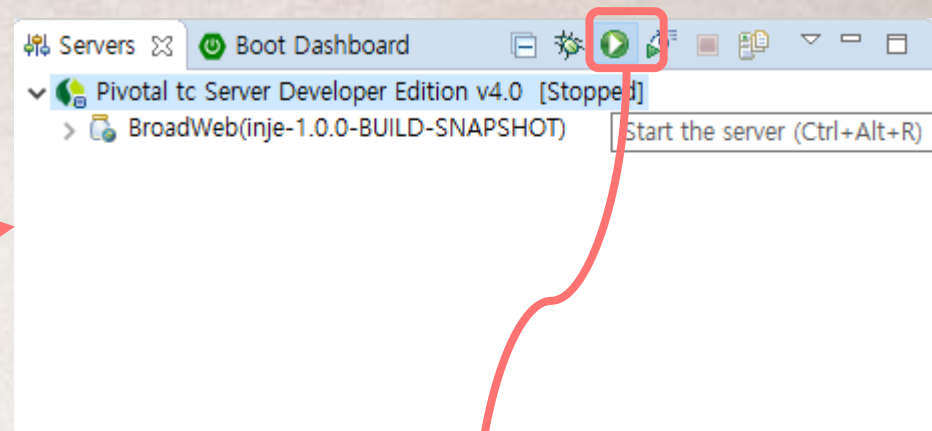 Servers
Boot Dashboard
Pivotal tc Server Developer Edition v4.0 [Stopped]
BroadWeb(inje-1.0.0-BUILD-SNAPSHOT)
Start the server (Ctrl+Alt+R)